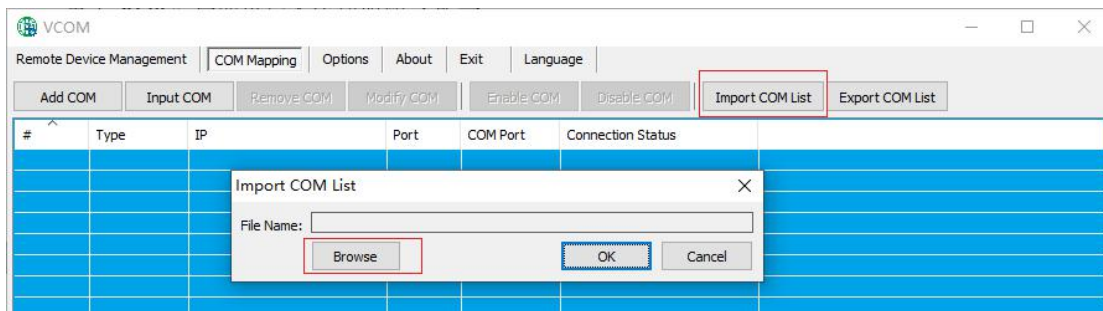 VCOM
Remote Device Management COM Mapping Options About Exit Language
Add COM Input COM Remove COM Modify COM Enable COM Disable COM Import COM List Export COM List
# Type IP Port COM Port Connection Status
Import COM List
File Name:
Browse OK Cancel